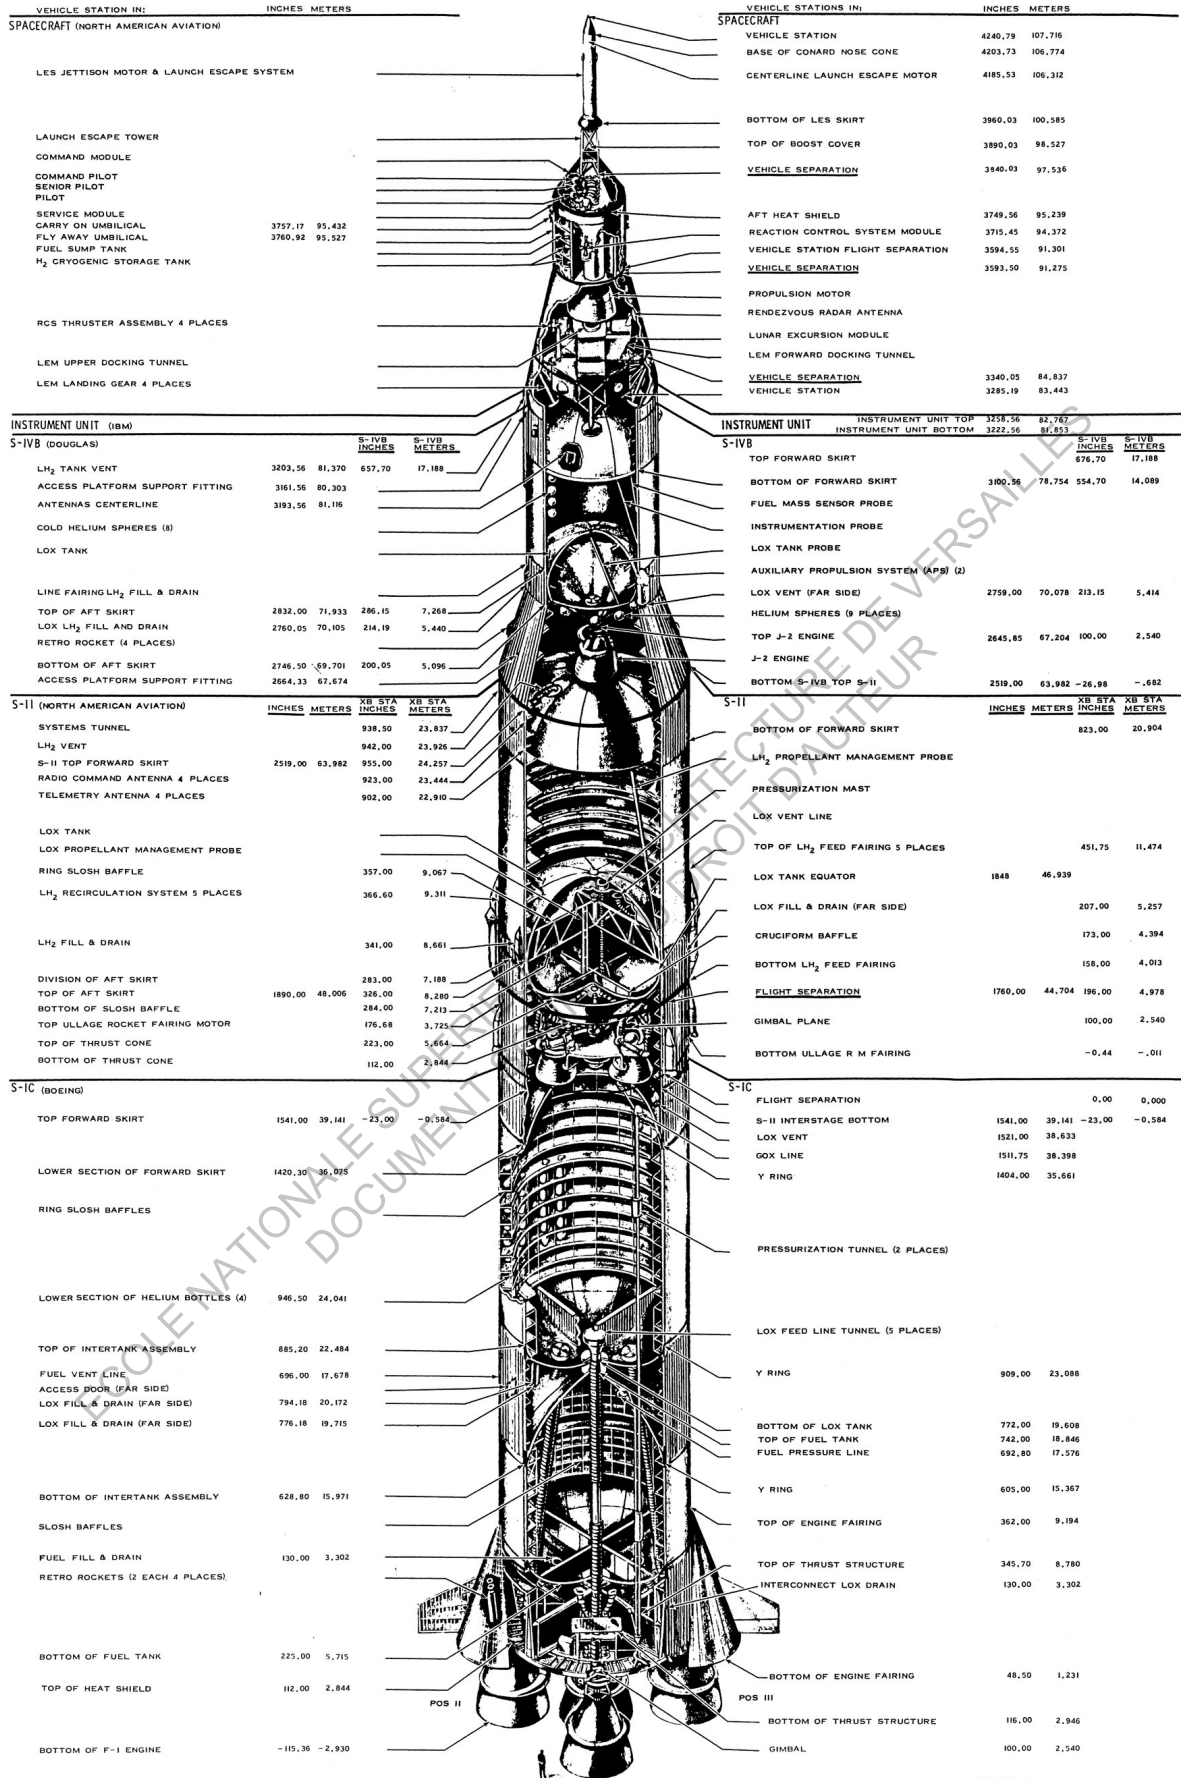 VEHICLE STATION IN: INCHES METERS
SPACECRAFT (NORTH AMERICAN AVIATION)
LES JETTISON MOTOR & LAUNCH ESCAPE SYSTEM
LAUNCH ESCAPE TOWER
COMMAND MODULE
COMMAND PILOT
SENIOR PILOT
PILOT
SERVICE MODULE
CARRY ON UMBILICAL 3757.17 95.432
FLY AWAY UMBILICAL 3760.92 95.527
FUEL SUMP TANK
H2 CRYOGENIC STORAGE TANK
RCS THRUSTER ASSEMBLY 4 PLACES
LEM UPPER DOCKING TUNNEL
LEM LANDING GEAR 4 PLACES
INSTRUMENT UNIT (IBM)
S-IVB (DOUGLAS) S-IVB INCHES S-IVB METERS
LH2 TANK VENT 3203.56 81.370 657.70 17.188
ACCESS PLATFORM SUPPORT FITTING 3161.56 80.303
ANTENNAS CENTERLINE 3193.56 81.116
COLD HELIUM SPHERES (8)
LOX TANK
LINE FAIRING LH2 FILL & DRAIN
TOP OF AFT SKIRT 2832.00 71.933 286.15 7.268
LOX LH2 FILL AND DRAIN 2760.05 70.105 214.19 5.440
RETRO ROCKET (4 PLACES)
BOTTOM OF AFT SKIRT 2746.50 69.701 200.05 5.096
ACCESS PLATFORM SUPPORT FITTING 2664.33 67.674
S-II (NORTH AMERICAN AVIATION) INCHES METERS XB STA INCHES XB STA METERS
SYSTEMS TUNNEL 938.50 23.837
LH2 VENT 942.00 23.926
S-II TOP FORWARD SKIRT 2519.00 63.982 955.00 24.257
RADIO COMMAND ANTENNA 4 PLACES 923.00 23.444
TELEMETRY ANTENNA 4 PLACES 902.00 22.910
LOX TANK
LOX PROPELLANT MANAGEMENT PROBE
RING SLOSH BAFFLE 357.00 9.067
LH2 RECIRCULATION SYSTEM 5 PLACES 366.60 9.311
LH2 FILL & DRAIN 341.00 8.661
DIVISION OF AFT SKIRT 283.00 7.188
TOP OF AFT SKIRT 1890.00 48.006 326.00 8.280
BOTTOM OF SLOSH BAFFLE 284.00 7.213
TOP ULLAGE ROCKET FAIRING MOTOR 176.68 3.725
TOP OF THRUST CONE 223.00 5.664
BOTTOM OF THRUST CONE 112.00 2.844
S-IC (BOEING)
TOP FORWARD SKIRT 1541.00 39.141 -23.00 -0.584
LOWER SECTION OF FORWARD SKIRT 1420.30 36.075
RING SLOSH BAFFLES
LOWER SECTION OF HELIUM BOTTLES (4) 946.50 24.041
TOP OF INTERTANK ASSEMBLY 885.20 22.484
FUEL VENT LINE 696.00 17.678
ACCESS DOOR (FAR SIDE)
LOX FILL & DRAIN (FAR SIDE) 794.18 20.172
LOX FILL & DRAIN (FAR SIDE) 776.18 19.715
BOTTOM OF INTERTANK ASSEMBLY 628.80 15.971
SLOSH BAFFLES
FUEL FILL & DRAIN 130.00 3.302
RETRO ROCKETS (2 EACH 4 PLACES)
BOTTOM OF FUEL TANK 225.00 5.715
TOP OF HEAT SHIELD 112.00 2.844
BOTTOM OF F-1 ENGINE -115.36 -2.930
POS II
POS III
VEHICLE STATIONS IN: INCHES METERS
SPACECRAFT
VEHICLE STATION 4240.79 107.716
BASE OF CONARD NOSE CONE 4203.73 106.774
CENTERLINE LAUNCH ESCAPE MOTOR 4185.53 106.312
BOTTOM OF LES SKIRT 3960.03 100.585
TOP OF BOOST COVER 3890.03 98.527
VEHICLE SEPARATION 3840.03 97.536
AFT HEAT SHIELD 3749.56 95.239
REACTION CONTROL SYSTEM MODULE 3715.45 94.372
VEHICLE STATION FLIGHT SEPARATION 3594.55 91.301
VEHICLE SEPARATION 3593.50 91.275
PROPULSION MOTOR
RENDEZVOUS RADAR ANTENNA
LUNAR EXCURSION MODULE
LEM FORWARD DOCKING TUNNEL
VEHICLE SEPARATION 3340.05 84.837
VEHICLE STATION 3285.19 83.443
INSTRUMENT UNIT INSTRUMENT UNIT TOP 3258.56 82.767
INSTRUMENT UNIT BOTTOM 3222.56 81.853
S-IVB S-IVB INCHES S-IVB METERS
TOP FORWARD SKIRT 676.70 17.188
BOTTOM OF FORWARD SKIRT 3100.56 78.754 554.70 14.089
FUEL MASS SENSOR PROBE
INSTRUMENTATION PROBE
LOX TANK PROBE
AUXILIARY PROPULSION SYSTEM (APS) (2)
LOX VENT (FAR SIDE) 2759.00 70.078 213.15 5.414
HELIUM SPHERES (9 PLACES)
TOP J-2 ENGINE 2645.85 67.204 100.00 2.540
J-2 ENGINE
BOTTOM S-IVB TOP S-II 2519.00 63.982 -26.98 -.682
S-II INCHES METERS XB STA INCHES XB STA METERS
BOTTOM OF FORWARD SKIRT 823.00 20.904
LH2 PROPELLANT MANAGEMENT PROBE
PRESSURIZATION MAST
LOX VENT LINE
TOP OF LH2 FEED FAIRING 5 PLACES 451.75 11.474
LOX TANK EQUATOR 1848 46.939
LOX FILL & DRAIN (FAR SIDE) 207.00 5.257
CRUCIFORM BAFFLE 173.00 4.394
BOTTOM LH2 FEED FAIRING 158.00 4.013
FLIGHT SEPARATION 1760.00 44.704 196.00 4.978
GIMBAL PLANE 100.00 2.540
BOTTOM ULLAGE R M FAIRING -0.44 -.011
S-IC
FLIGHT SEPARATION 0.00 0.000
S-II INTERSTAGE BOTTOM 1541.00 39.141 -23.00 -0.584
LOX VENT 1521.00 38.633
GOX LINE 1511.75 38.398
Y RING 1404.00 35.661
PRESSURIZATION TUNNEL (2 PLACES)
LOX FEED LINE TUNNEL (5 PLACES)
Y RING 909.00 23.088
BOTTOM OF LOX TANK 772.00 19.608
TOP OF FUEL TANK 742.00 18.846
FUEL PRESSURE LINE 692.80 17.576
Y RING 605.00 15.367
TOP OF ENGINE FAIRING 362.00 9.194
TOP OF THRUST STRUCTURE 345.70 8.780
INTERCONNECT LOX DRAIN 130.00 3.302
BOTTOM OF ENGINE FAIRING 48.50 1.231
BOTTOM OF THRUST STRUCTURE 116.00 2.946
GIMBAL 100.00 2.540